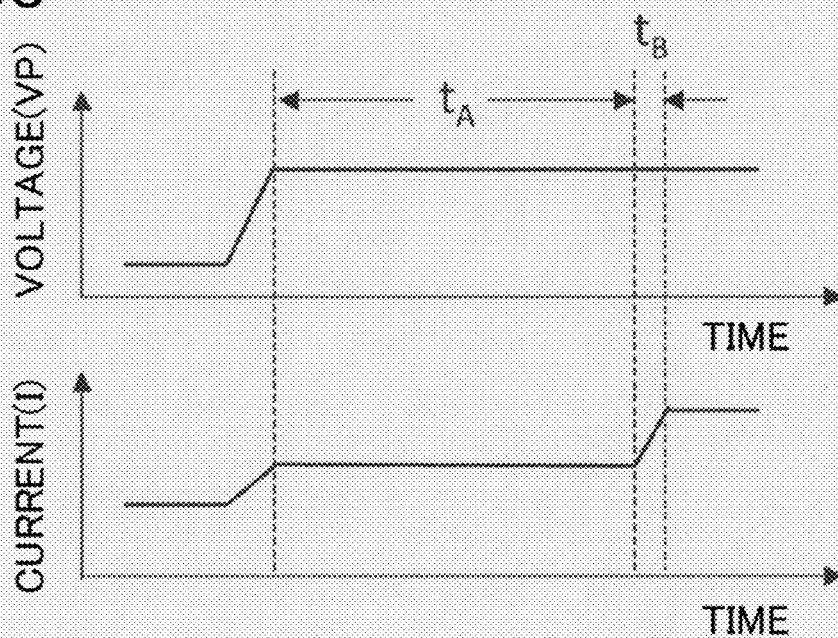 t_B
t_A
VOLTAGE(VP)
TIME
CURRENT(I)
TIME